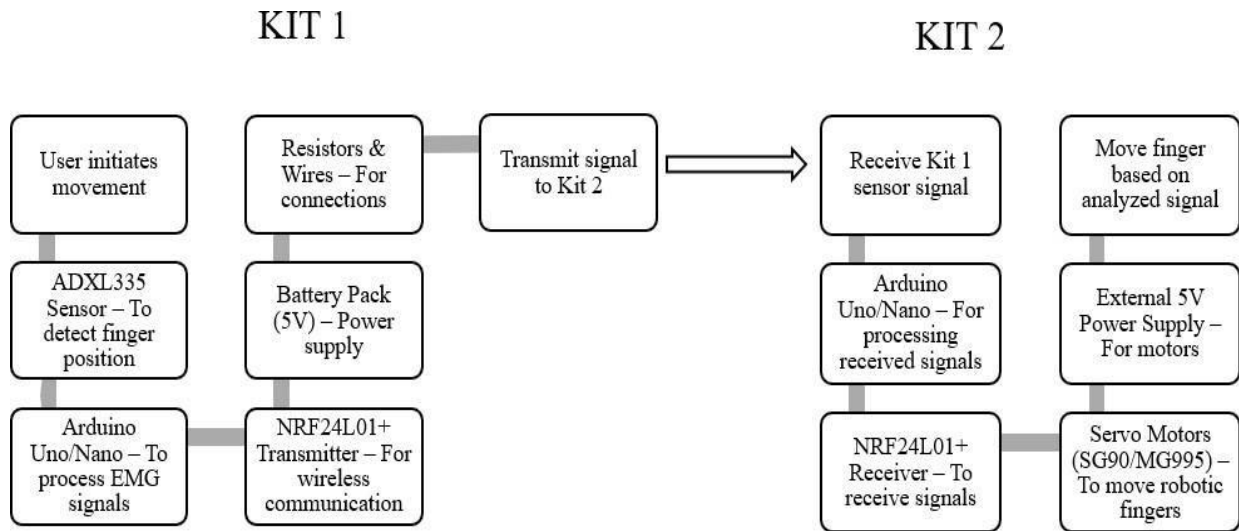 KIT 1
User initiates
movement
ADXL335
Sensor – To
detect finger
position
Arduino
Uno/Nano – To
process EMG
signals
NRF24L01+
Transmitter – For
wireless
communication
Battery Pack
(5V) – Power
supply
Resistors &
Wires – For
connections
Transmit signal
to Kit 2
KIT 2
Receive Kit 1
sensor signal
Arduino
Uno/Nano – For
processing
received signals
NRF24L01+
Receiver – To
receive signals
Servo Motors
(SG90/MG995) –
To move robotic
fingers
External 5V
Power Supply –
For motors
Move finger
based on
analyzed signal